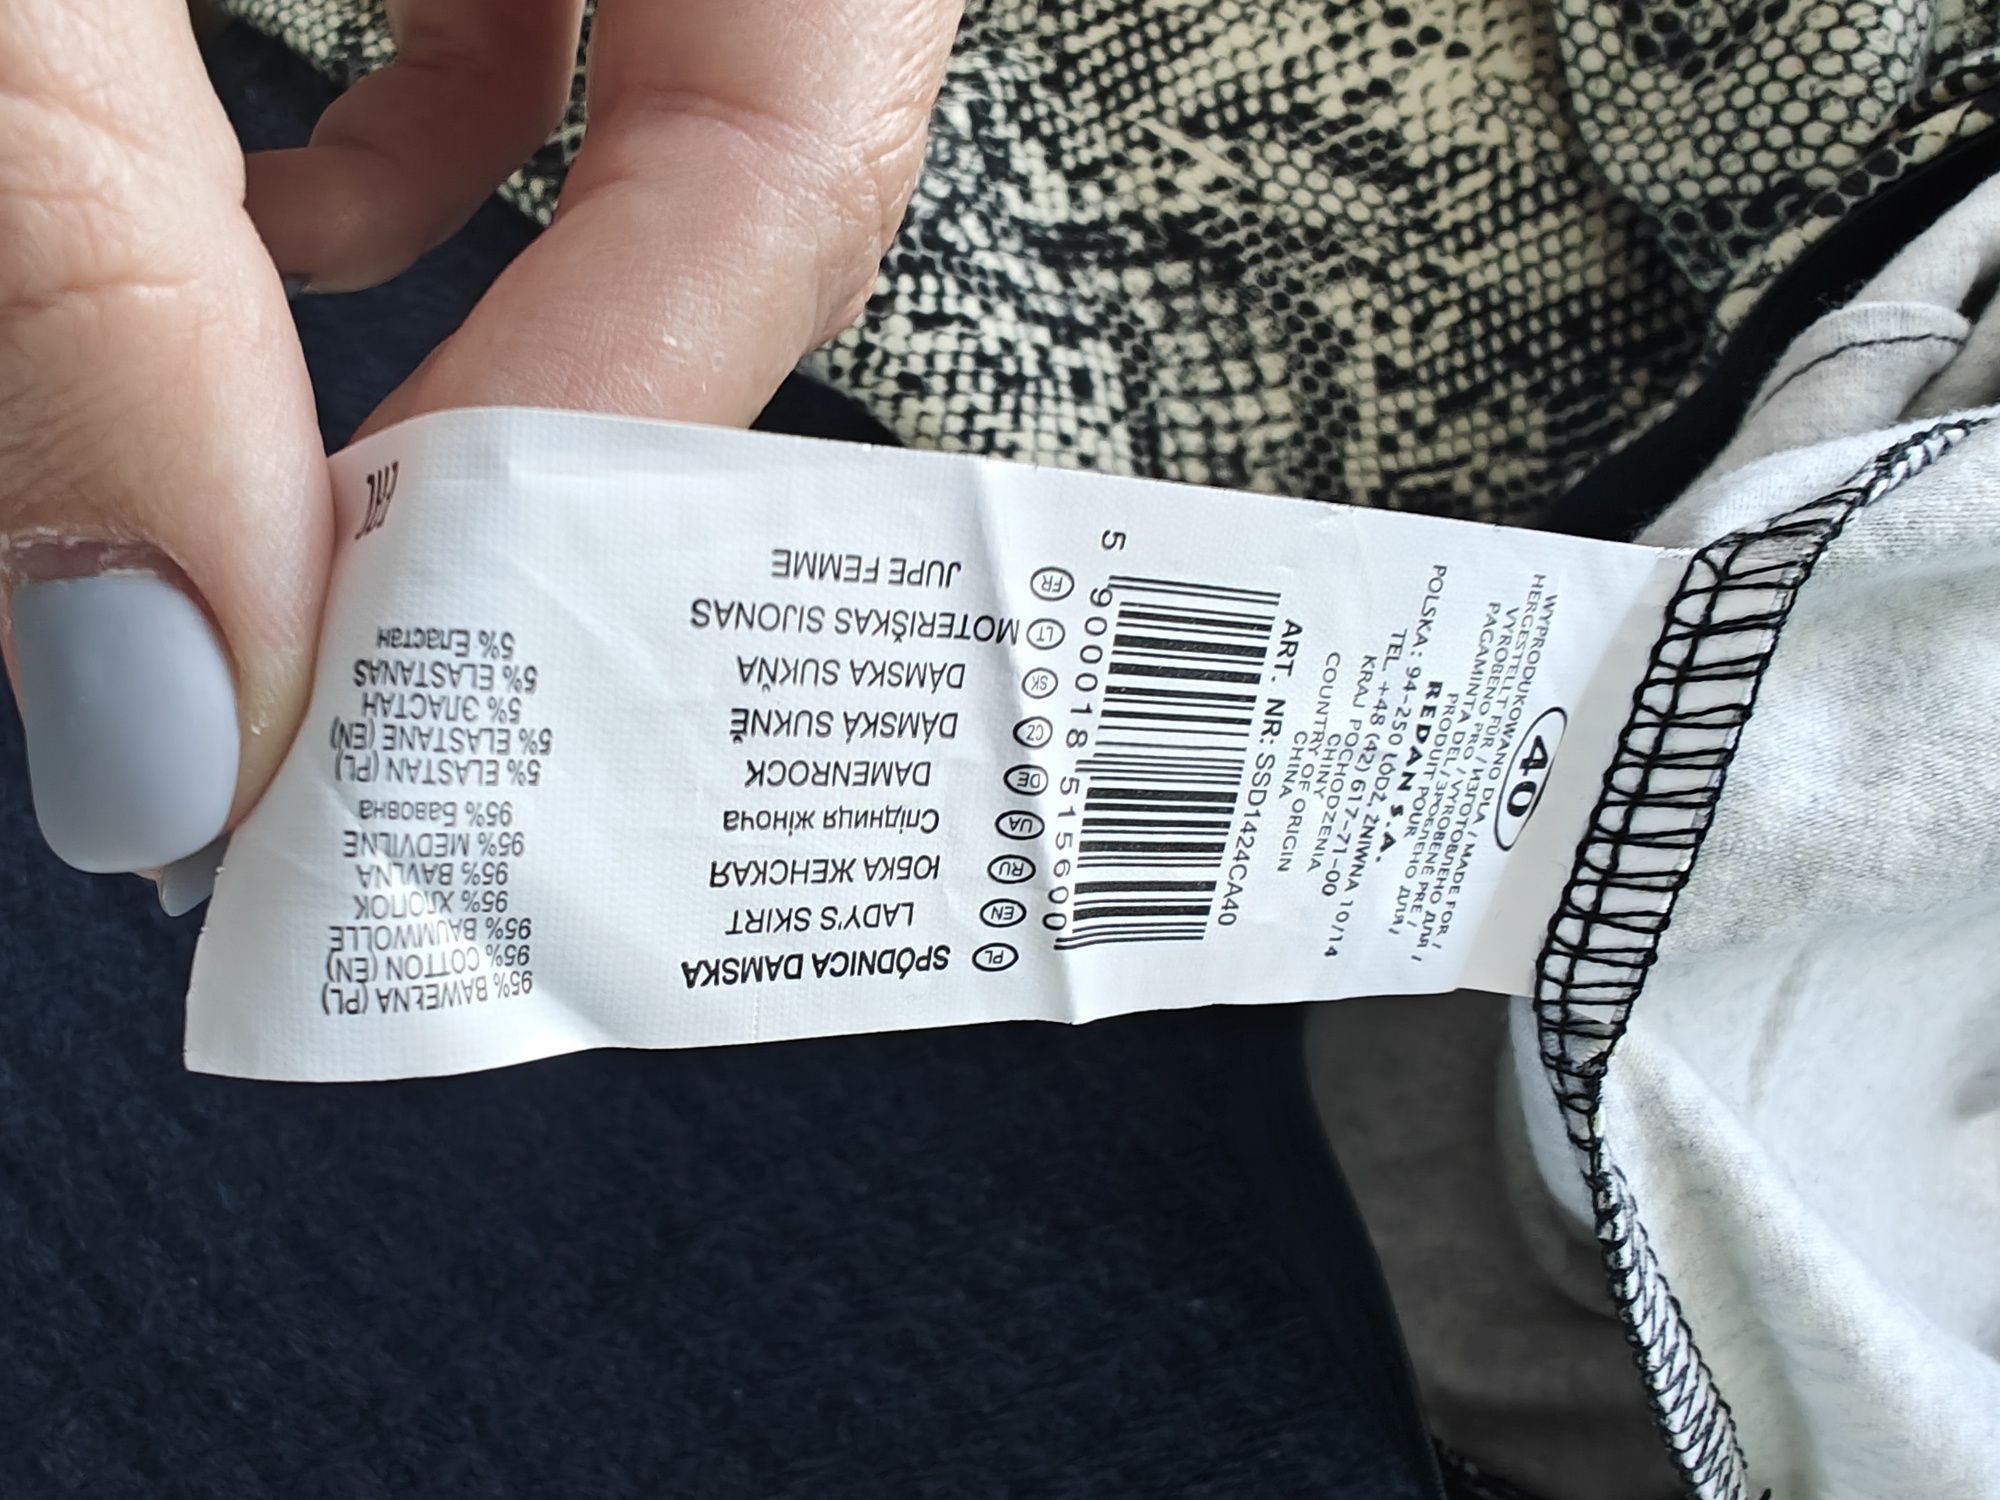 40
WYPRODUKOWANO DLA / MADE FOR /
HERGESTELLT FÜR / ИЗГОТОВЛЕНО ДЛЯ /
VYROBENO PRO / VYROBENÉ PRE /
PAGAMINTA PRODUIT POUR
REDAN S.A.
POLSKA: 94-250 ŁÓDŹ, ŻNIWNA 10/14
TEL. +48 (42) 617-71-00
KRAJ POCHODZENIA
CHINY
COUNTRY OF ORIGIN
CHINA
ART. NR: SSD1424CA40
5 900018 515600
PL SPÓDNICA DAMSKA
EN LADY'S SKIRT
RU ЮБКА ЖЕНСКАЯ
UA Спідниця жіноча
DE DAMENROCK
CZ DÁMSKÁ SUKNĚ
SK DÁMSKA SUKŇA
LT MOTERIŠKAS SIJONAS
FR JUPE FEMME
95% BAWEŁNA (PL)
95% COTTON (EN)
95% BAUMWOLLE
95% ХЛОПОК
95% BAVLNA
95% MEDVILNE
95% Бавовна
5% ELASTAN (PL)
5% ELASTANE (EN)
5% ЭЛАСТАН
5% ELASTANAS
5% Еластан
EAC